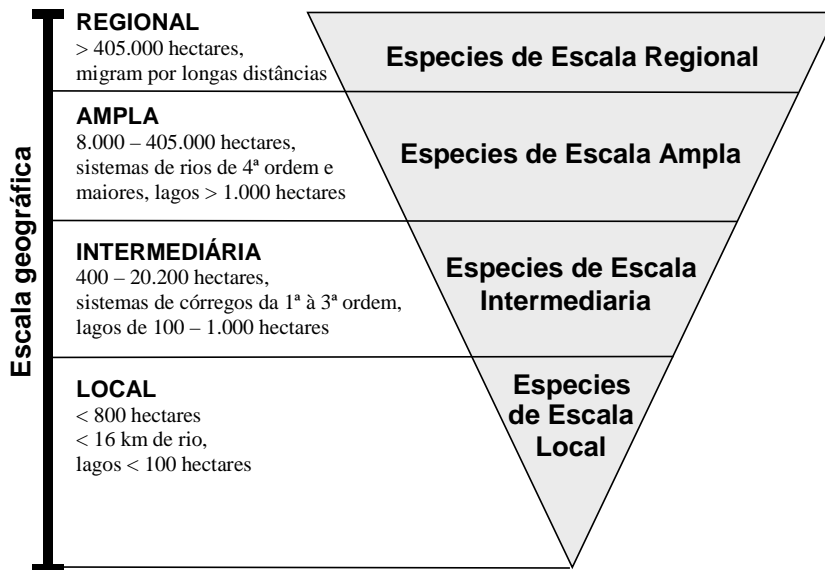 Escala geográfica
REGIONAL
> 405.000 hectares,
migram por longas distâncias
Especies de Escala Regional
AMPLA
8.000 – 405.000 hectares,
sistemas de rios de 4ª ordem e
maiores, lagos > 1.000 hectares
Especies de Escala Ampla
INTERMEDIÁRIA
400 – 20.200 hectares,
sistemas de córregos da 1ª à 3ª ordem,
lagos de 100 – 1.000 hectares
Especies de Escala
Intermediaria
LOCAL
< 800 hectares
< 16 km de rio,
lagos < 100 hectares
Especies
de Escala
Local